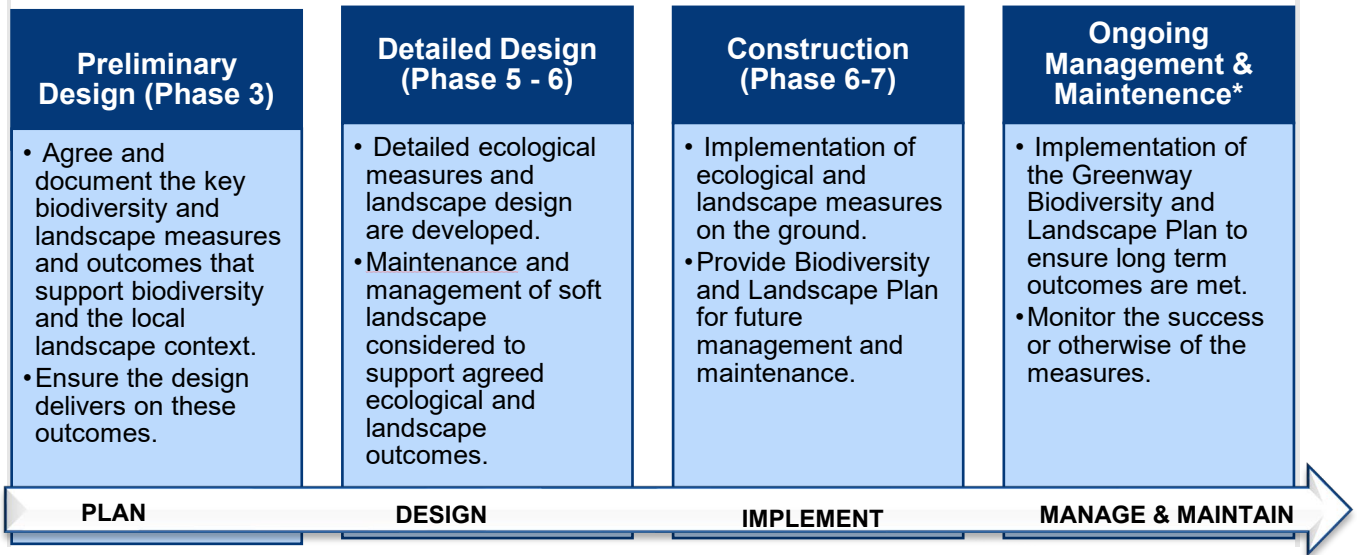 Preliminary
Design (Phase 3)
• Agree and
document the key
biodiversity and
landscape measures
and outcomes that
support biodiversity
and the local
landscape context.
•Ensure the design
delivers on these
outcomes.
Detailed Design
(Phase 5 - 6)
• Detailed ecological
measures and
landscape design
are developed.
•Maintenance and
management of soft
landscape
considered to
support agreed
ecological and
landscape
outcomes.
Construction
(Phase 6-7)
• Implementation of
ecological and
landscape measures
on the ground.
•Provide Biodiversity
and Landscape Plan
for future
management and
maintenance.
Ongoing
Management &
Maintenence*
• Implementation of
the Greenway
Biodiversity and
Landscape Plan to
ensure long term
outcomes are met.
•Monitor the success
or otherwise of the
measures.
PLAN
DESIGN
IMPLEMENT
MANAGE & MAINTAIN